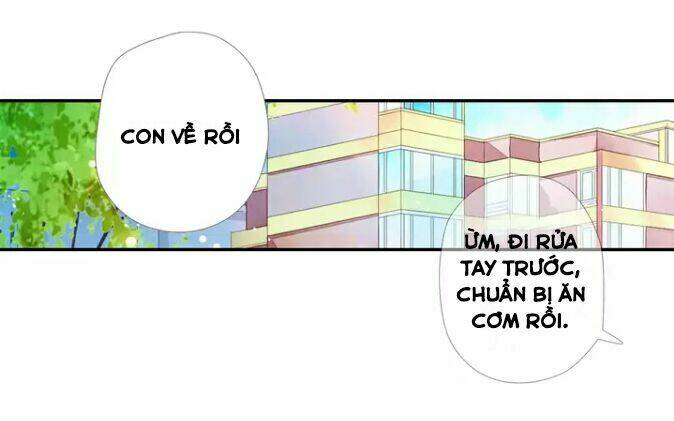 CON VỀ RỒI
ỪM, ĐI RỬA
TAY TRƯỚC,
CHUẨN BỊ ĂN
CƠM RỒI.